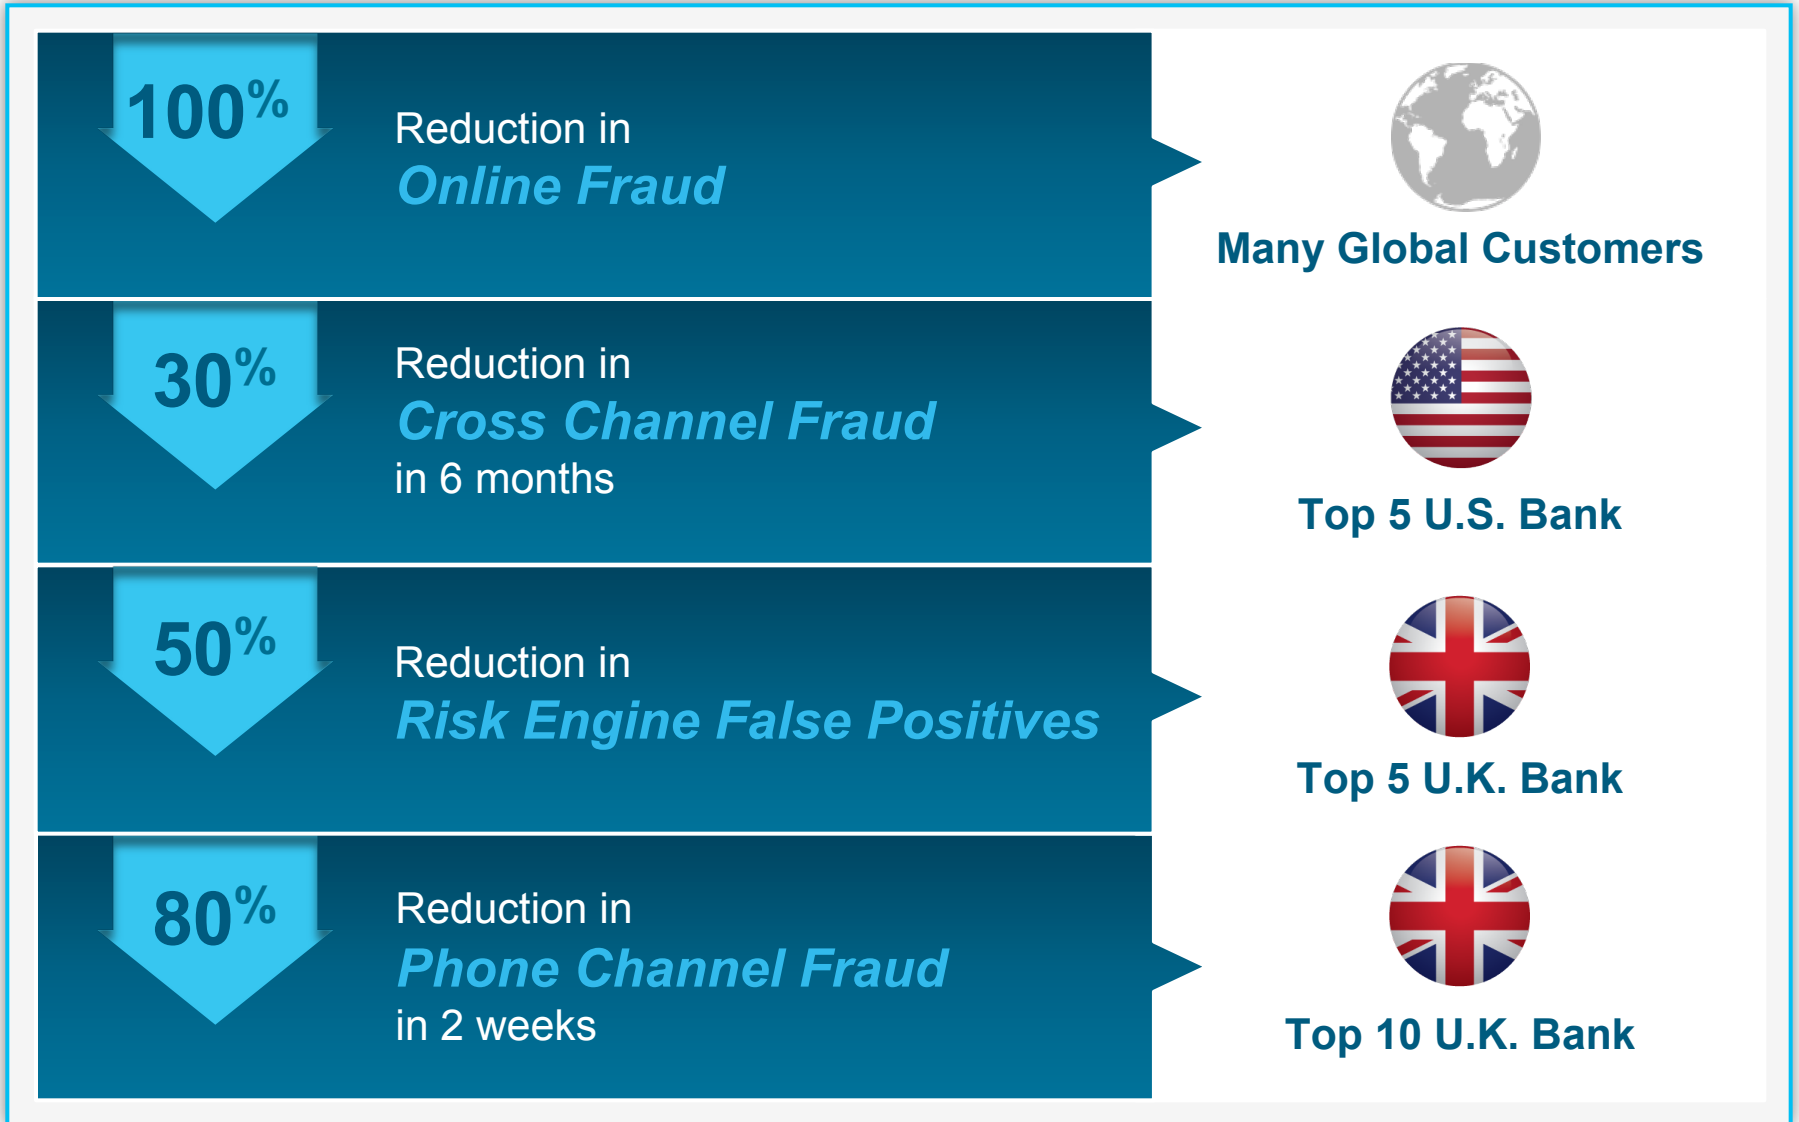 100%
Reduction in
Online Fraud
Many Global Customers
30%
Reduction in
Cross Channel Fraud
in 6 months
Top 5 U.S. Bank
50%
Reduction in
Risk Engine False Positives
Top 5 U.K. Bank
80%
Reduction in
Phone Channel Fraud
in 2 weeks
Top 10 U.K. Bank